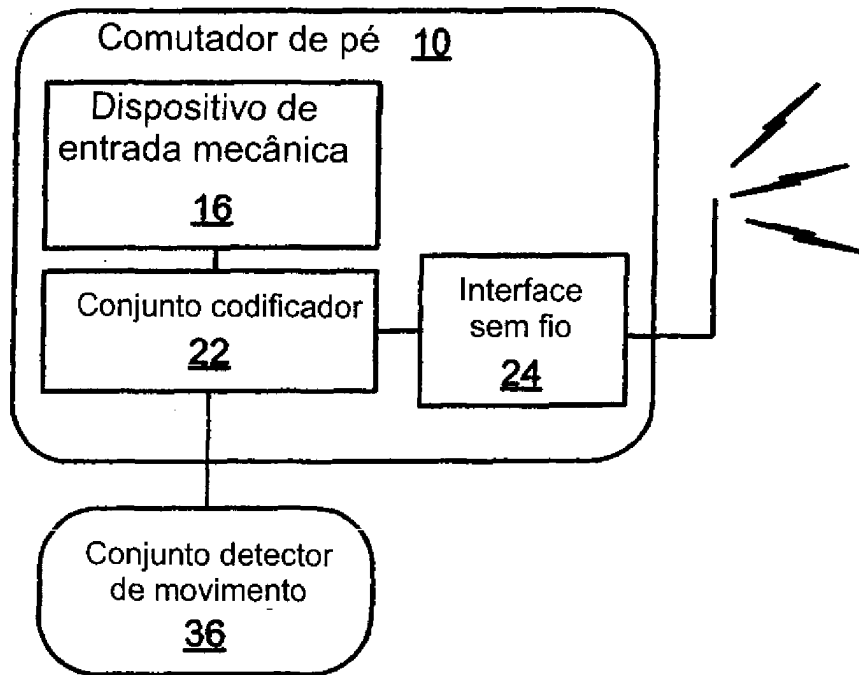 Comutador de pé 10
Dispositivo de
entrada mecânica
16
Conjunto codificador
22
Interface
sem fio
24
Conjunto detector
de movimento
36